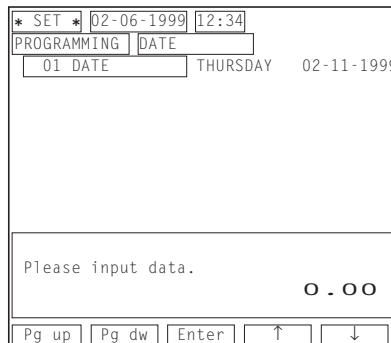 * SET * 02-06-1999 12:34
PROGRAMMING DATE
01 DATE THURSDAY 02-11-1999
Please input data.
0.00
Pg up Pg dw Enter ↑ ↓